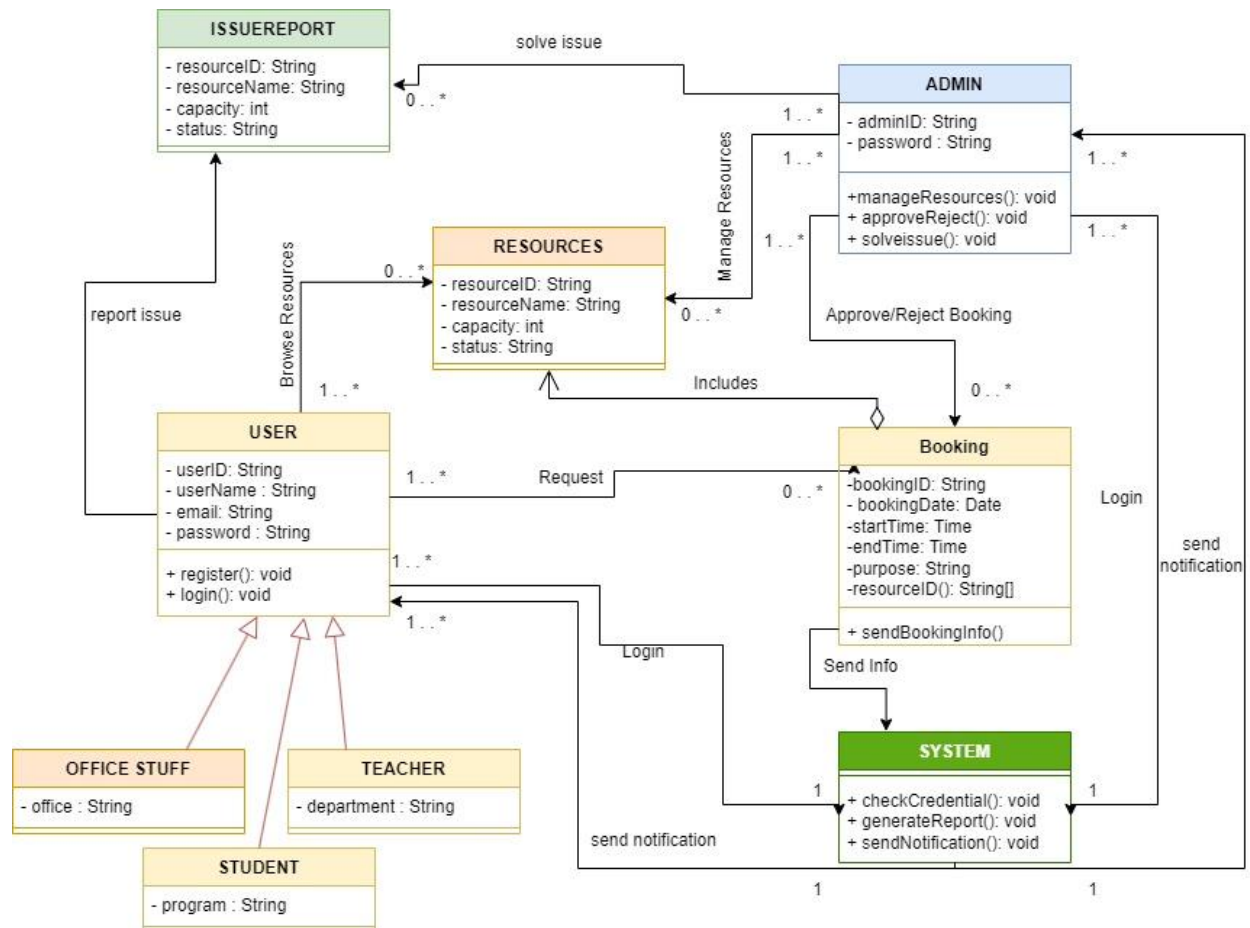 ISSUEREPORT
- resourceID: String
- resourceName: String
- capacity: int
- status: String
solve issue
0 . . *
ADMIN
- adminID: String
- password : String
+manageResources(): void
+ approveReject(): void
+ solveissue(): void
1 . . *
1 . . *
1 . . *
1 . . *
1 . . *
Manage Resources
RESOURCES
- resourceID: String
- resourceName: String
- capacity: int
- status: String
0 . . *
0 . . *
Browse Resources
report issue
1 . . *
Approve/Reject Booking
Includes
0 . . *
USER
- userID: String
- userName : String
- email: String
- password : String
+ register(): void
+ login(): void
1 . . *
Request
0 . . *
Booking
-bookingID: String
- bookingDate: Date
-startTime: Time
-endTime: Time
-purpose: String
-resourceID(): String[]
+ sendBookingInfo()
Login
send
notification
1 . . *
1 . . *
Login
Send Info
OFFICE STUFF
- office : String
TEACHER
- department : String
STUDENT
- program : String
SYSTEM
+ checkCredential(): void
+ generateReport(): void
+ sendNotification(): void
1
1
send notification
1
1